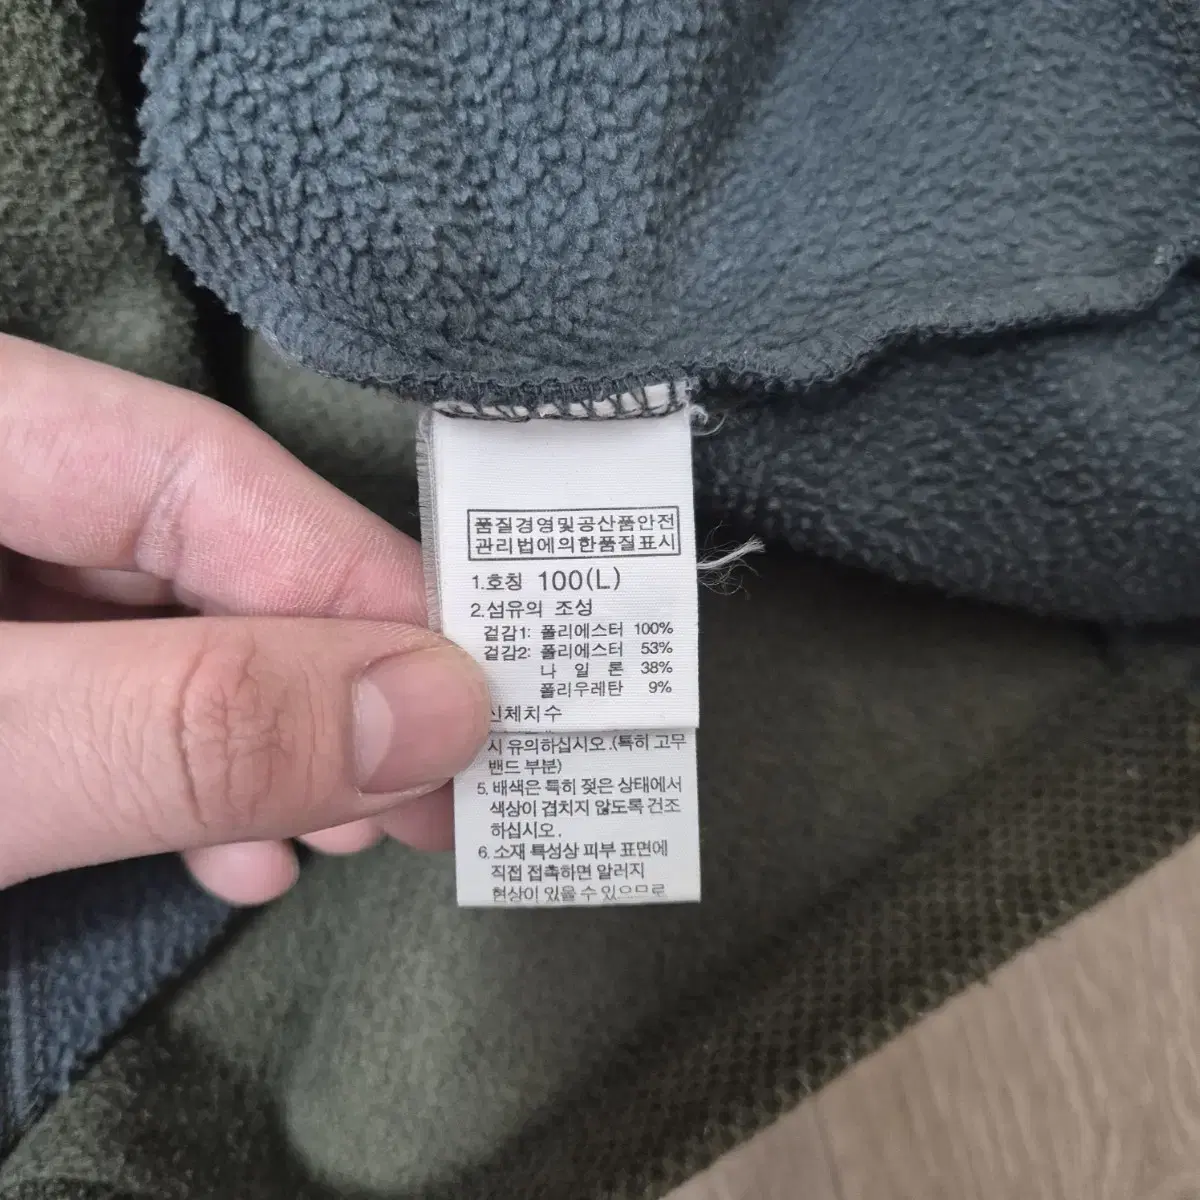 품질경영및공산품안전
관리법에의한품질표시
1.호칭 100(L)
2.섬유의 조성
겉감1: 폴리에스터 100%
겉감2: 폴리에스터 53%
나 일 론 38%
폴리우레탄 9%
신체치수
시 유의하십시오.(특히 고무
밴드 부분)
5. 배색은 특히 젖은 상태에서
색상이 겹치지 않도록 건조
하십시오.
6. 소재 특성상 피부 표면에
직접 접촉하면 알러지
현상이 있을 수 있으므로